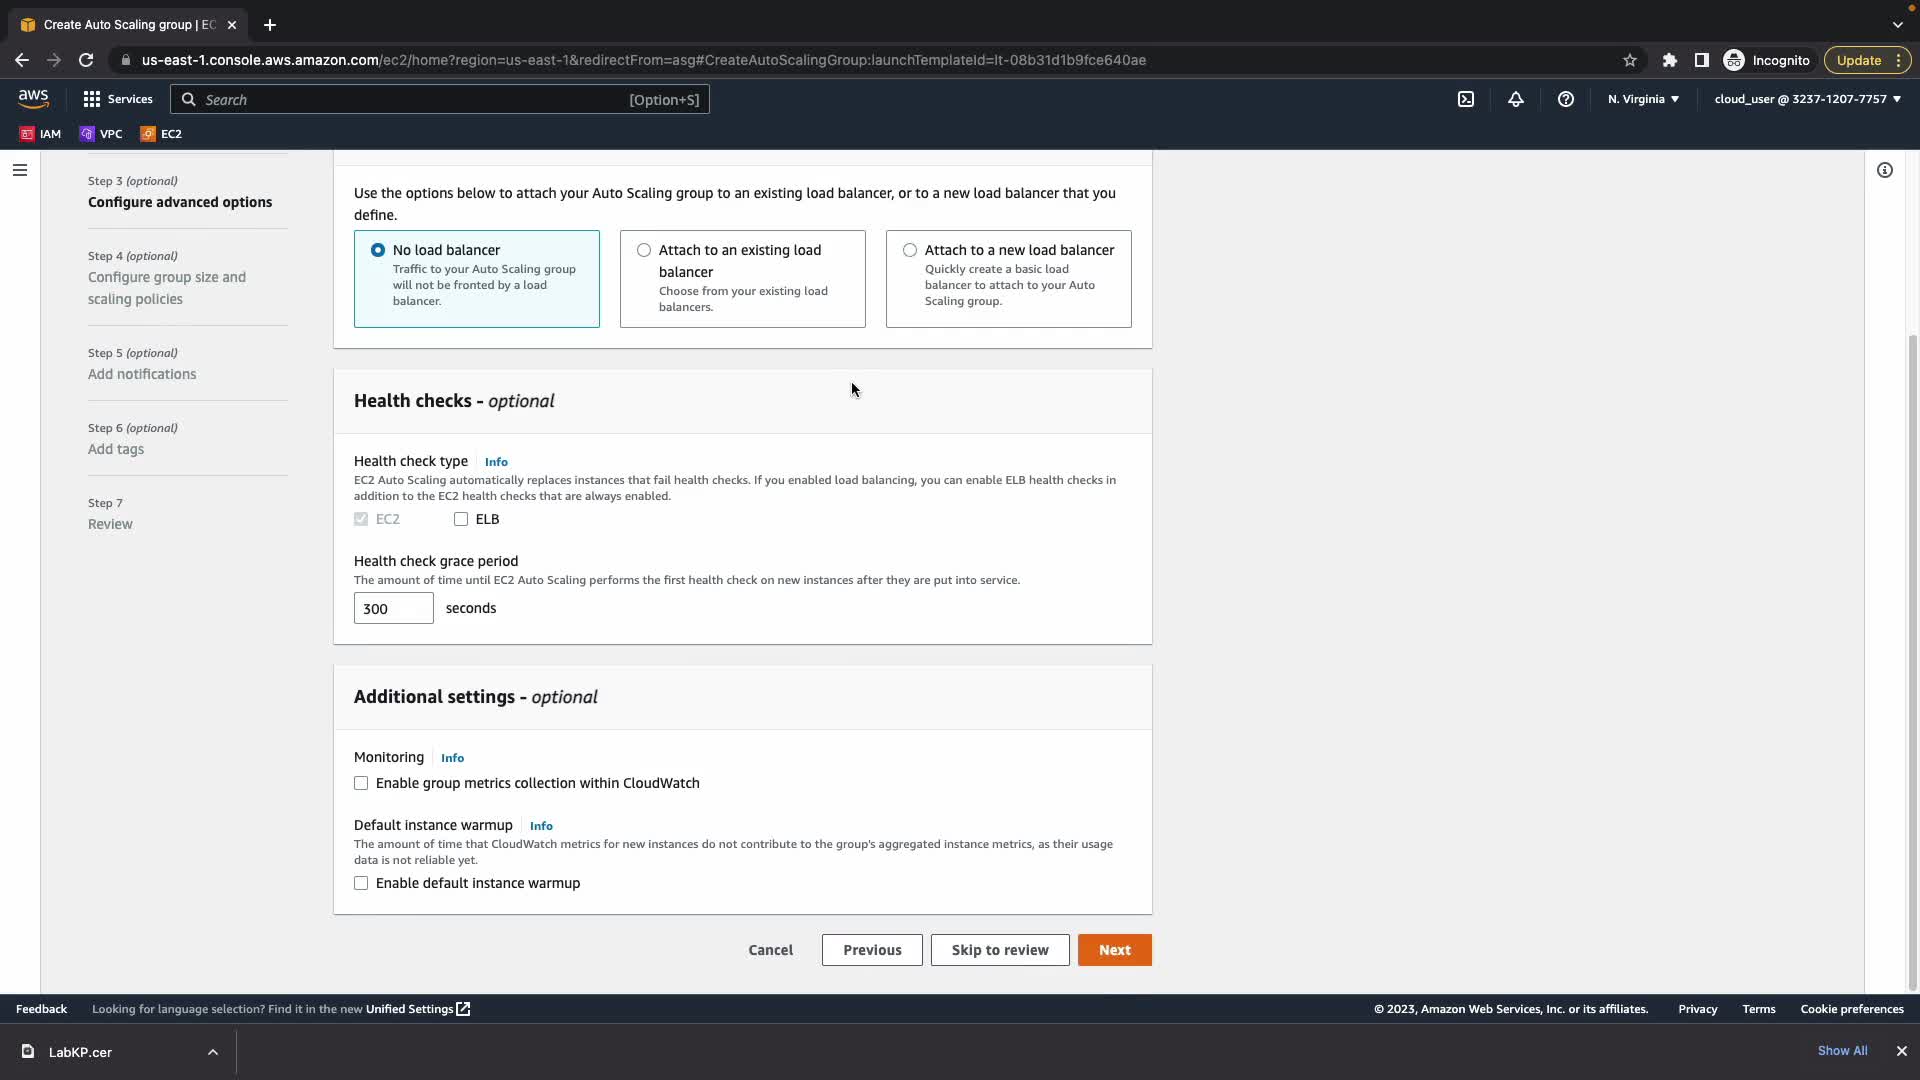 Create Auto Scaling group | EC
us-east-1.console.aws.amazon.com/ec2/home?region=us-east-1&redirectFrom=asg#CreateAutoScalingGroup:launchTemplateId=lt-08b31d1b9fce640ae
Incognito
Update
aws
Services
Search
[Option+S]
N. Virginia
cloud_user @ 3237-1207-7757
IAM
VPC
EC2
Step 3 (optional)
Configure advanced options
Step 4 (optional)
Configure group size and
scaling policies
Step 5 (optional)
Add notifications
Step 6 (optional)
Add tags
Step 7
Review
Use the options below to attach your Auto Scaling group to an existing load balancer, or to a new load balancer that you
define.
No load balancer
Traffic to your Auto Scaling group
will not be fronted by a load
balancer.
Attach to an existing load
balancer
Choose from your existing load
balancers.
Attach to a new load balancer
Quickly create a basic load
balancer to attach to your Auto
Scaling group.
Health checks - optional
Health check type Info
EC2 Auto Scaling automatically replaces instances that fail health checks. If you enabled load balancing, you can enable ELB health checks in
addition to the EC2 health checks that are always enabled.
EC2 ELB
Health check grace period
The amount of time until EC2 Auto Scaling performs the first health check on new instances after they are put into service.
300 seconds
Additional settings - optional
Monitoring Info
Enable group metrics collection within CloudWatch
Default instance warmup Info
The amount of time that CloudWatch metrics for new instances do not contribute to the group's aggregated instance metrics, as their usage
data is not reliable yet.
Enable default instance warmup
Cancel Previous Skip to review Next
Feedback Looking for language selection? Find it in the new Unified Settings
© 2023, Amazon Web Services, Inc. or its affiliates. Privacy Terms Cookie preferences
LabKP.cer
Show All